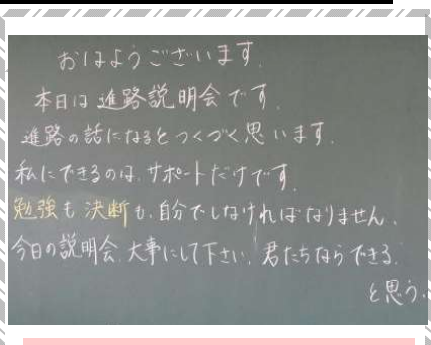 おはようございます。
本日は進路説明会です。
進路の話になるとつくづく思います。
私にできるのは、サポートだけです。
勉強も決断も、自分でしなければなりません。
今日の説明会、大事にして下さい。君たちならできる。
と思う。